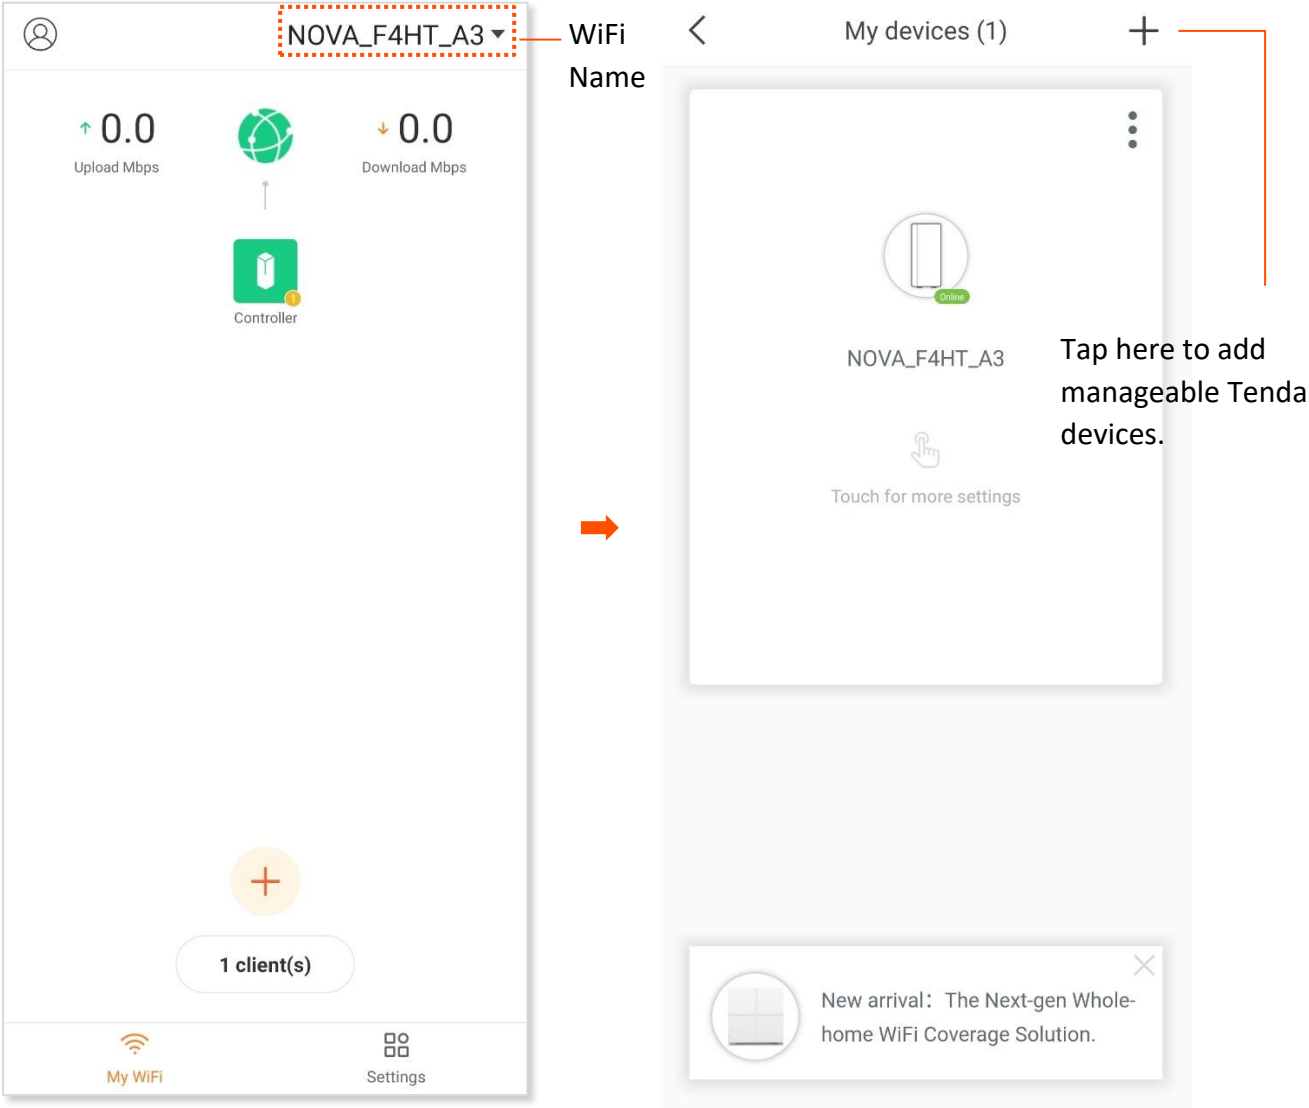 NOVA_F4HT_A3
WiFi
Name
0.0
Upload Mbps
0.0
Download Mbps
1
Controller
1 client(s)
My WiFi
Settings
My devices (1)
Online
NOVA_F4HT_A3
Touch for more settings
Tap here to add
manageable Tenda
devices.
New arrival：The Next-gen Whole-
home WiFi Coverage Solution.